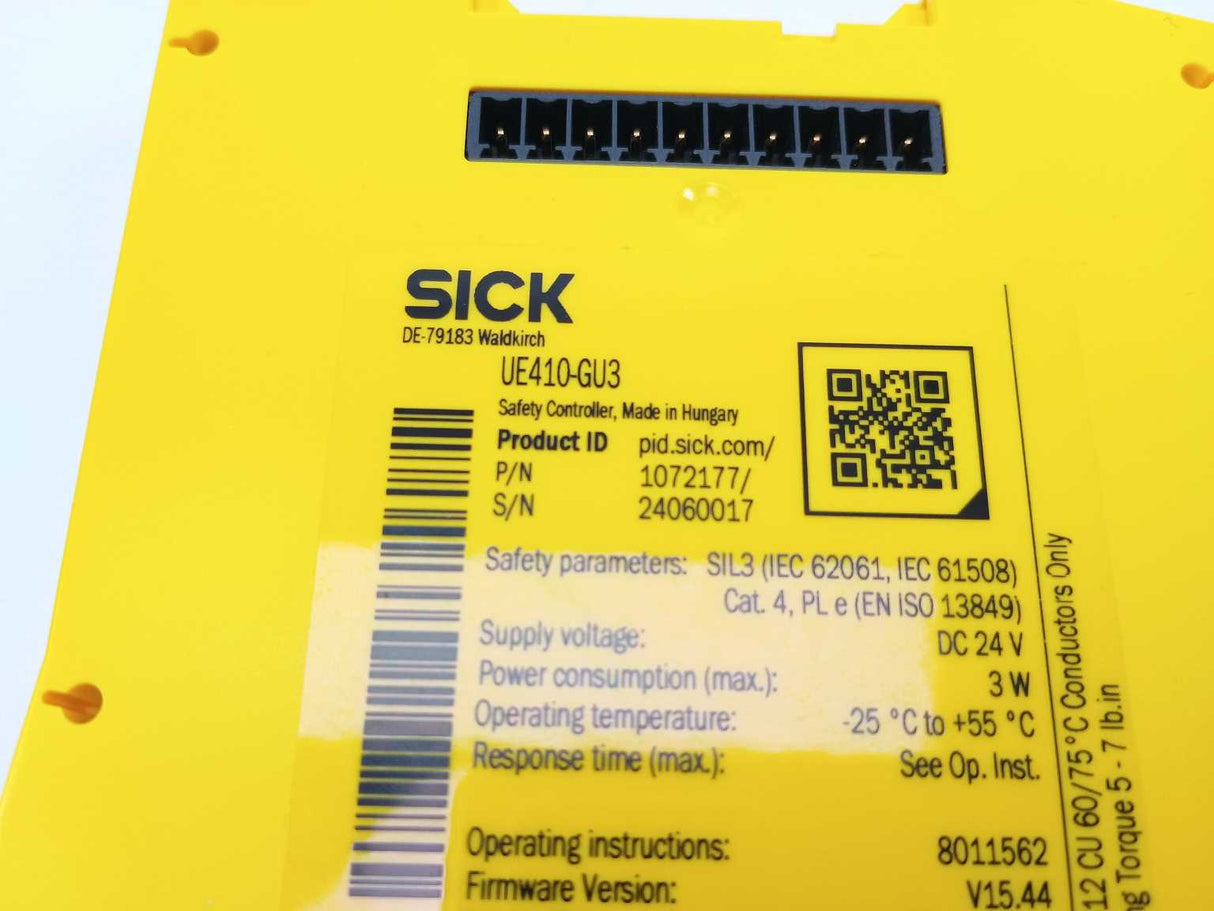 SICK
DE-79183 Waldkirch
UE410-GU3
Safety Controller, Made in Hungary
Product ID pid.sick.com/
P/N 1072177/
S/N 24060017
Safety parameters: SIL3 (IEC 62061, IEC 61508)
Cat. 4, PL e (EN ISO 13849)
Supply voltage: DC 24 V
Power consumption (max.): 3 W
Operating temperature: -25 °C to +55 °C
Response time (max.): See Op. Inst.
Operating instructions: 8011562
Firmware Version: V15.44
12 CU 60/75°C Conductors Only
Torque 5 - 7 lb.in